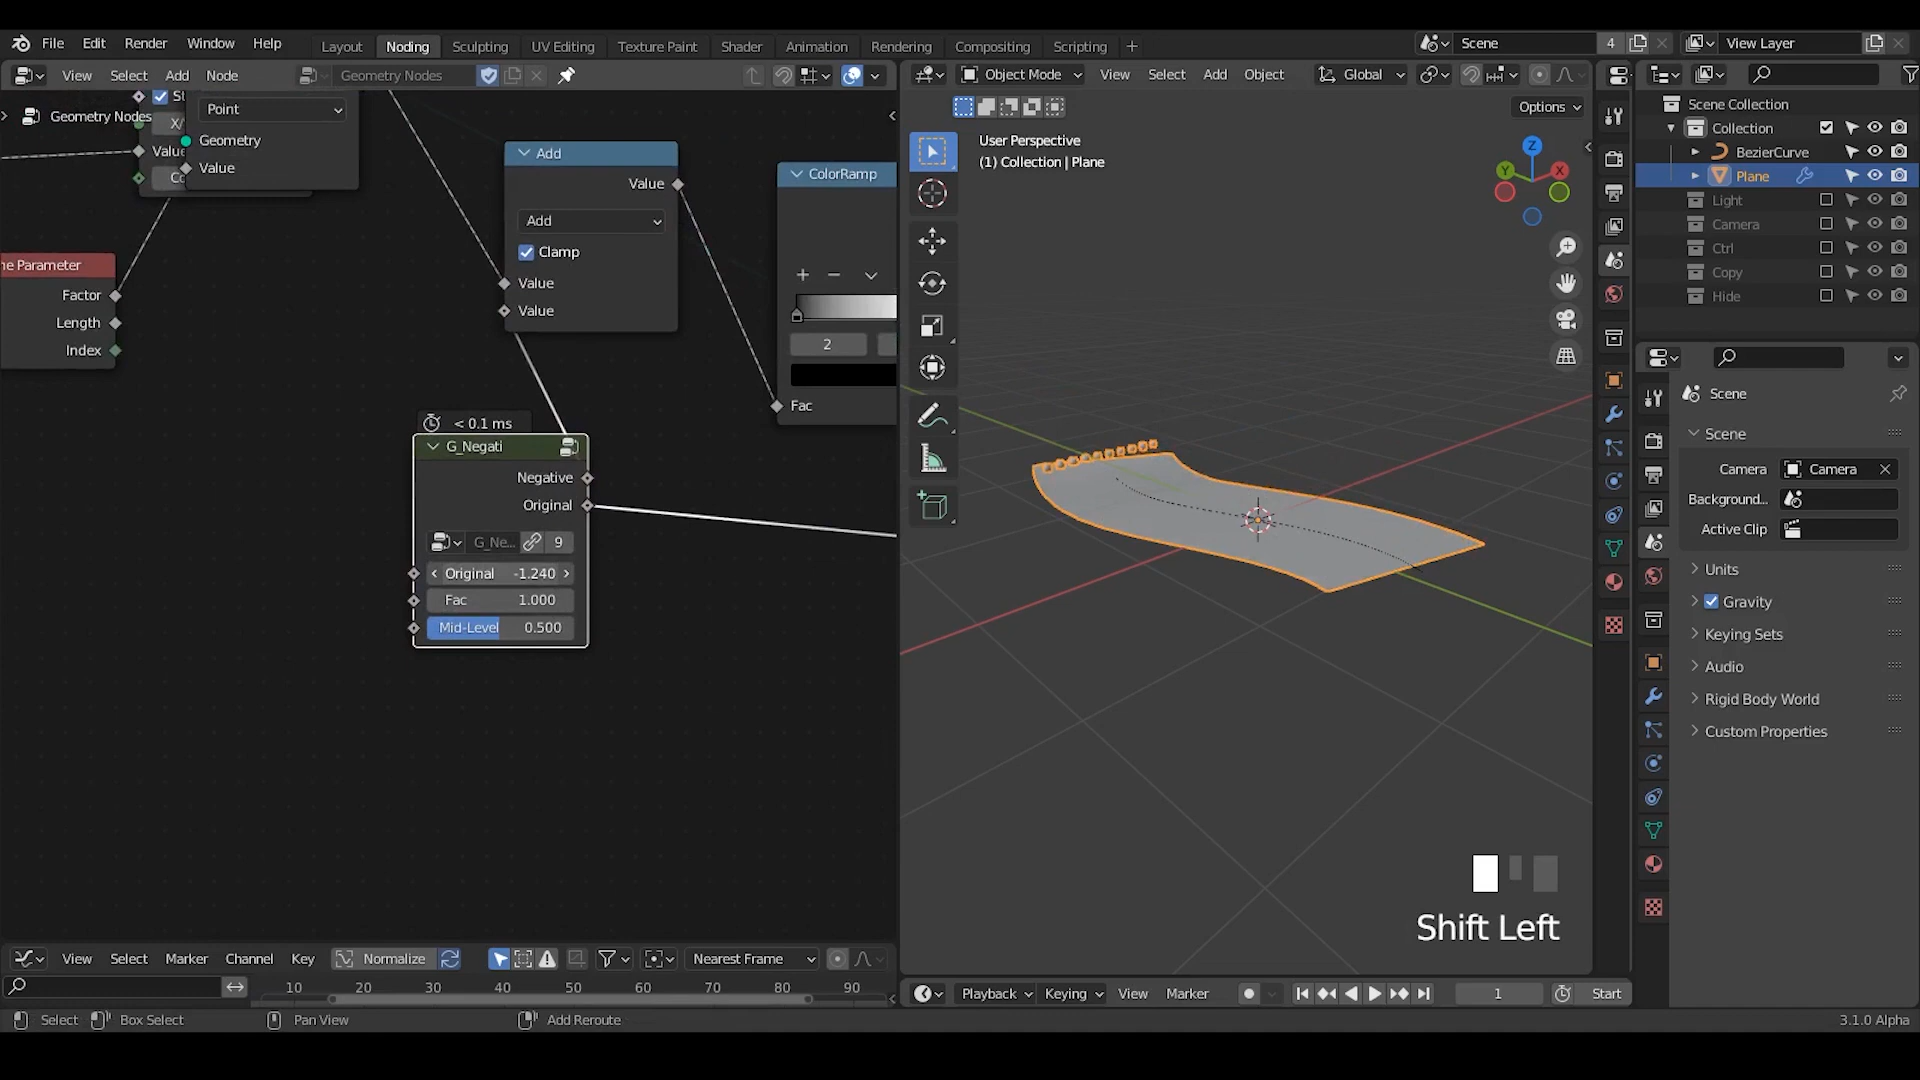 File Edit Render Window Help
Layout Noding Sculpting UV Editing Texture Paint Shader Animation Rendering Compositing Scripting +
Scene 4 View Layer
View Select Add Node Geometry Nodes
Object Mode View Select Add Object Global
Options
Geometry Nodes
Point
Geometry
Value
Value
Add
Value
Add
Clamp
Value
Value
ColorRamp
2
Fac
Factor
Length
Index
he Parameter
< 0.1 ms
G_Negati
Negative
Original
G_Ne... 9
Original -1.240
Fac 1.000
Mid-Level 0.500
User Perspective
(1) Collection | Plane
Z
Y
X
Shift Left
Scene Collection
Collection
BezierCurve
Plane
Light
Camera
Ctrl
Copy
Hide
Scene
Scene
Camera Camera
Background...
Active Clip
Units
Gravity
Keying Sets
Audio
Rigid Body World
Custom Properties
View Select Marker Channel Key Normalize Nearest Frame
10 20 30 40 50 60 70 80 90
Playback Keying View Marker 1 Start
Select Box Select Pan View Add Reroute 3.1.0 Alpha